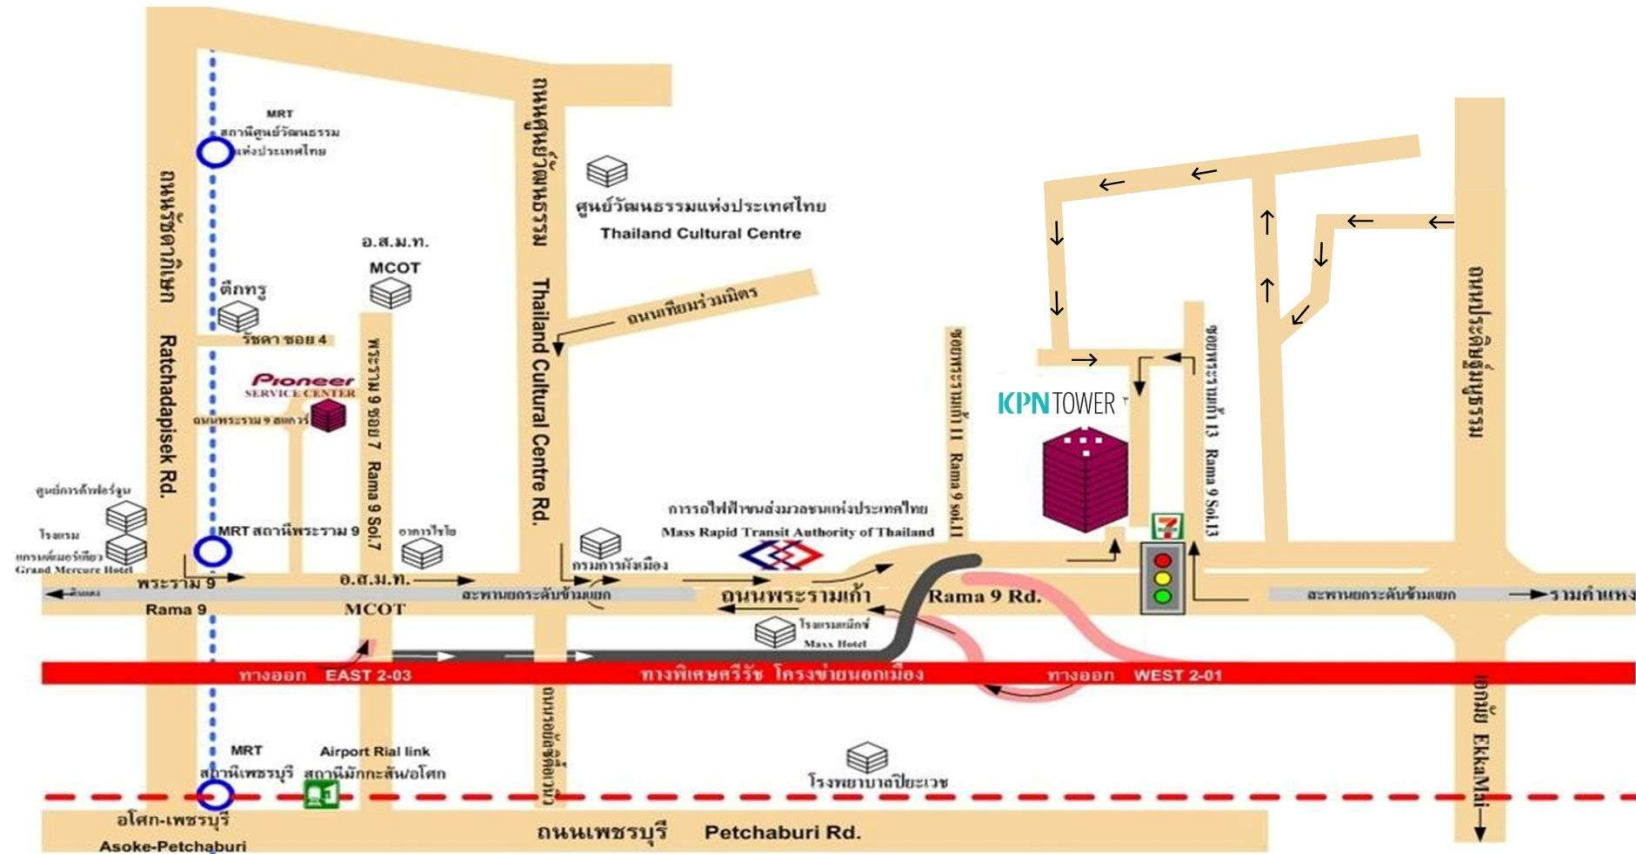 MRT
สถานีศูนย์วัฒนธรรม
แห่งประเทศไทย
ถนนรัชดาภิเษก Ratchadapisek Rd.
ถนนศูนย์วัฒนธรรม Thailand Cultural Centre Rd.
ศูนย์วัฒนธรรมแห่งประเทศไทย
Thailand Cultural Centre
อ.ส.ม.ท.
MCOT
ตึกทรู
รัชดา ซอย 4
ถนนเทียมร่วมมิตร
Pioneer
SERVICE CENTER
ถนนพระราม 9 สแควร์
พระราม 9 ซอย 7 Rama 9 Soi.7
ซอยพระรามเก้า 11 Rama 9 soi.11
KPN TOWER
ซอยพระรามเก้า 13 Rama 9 Soi.13
ถนนประดิษฐ์มนูธรรม
ศูนย์การค้าฟอร์จูน
โรงแรม
แกรนด์เมอร์เคียว
Grand Mercure Hotel
MRT สถานีพระราม 9
อาคารไซโย
กรมการผังเมือง
การรถไฟฟ้าขนส่งมวลชนแห่งประเทศไทย
Mass Rapid Transit Authority of Thailand
7
พระราม 9
อ.ส.ม.ท.
ดินแดง
สะพานยกระดับข้ามแยก
ถนนพระรามเก้า
Rama 9 Rd.
สะพานยกระดับข้ามแยก
รามคำแหง
Rama 9
MCOT
โรงแรมแม็กซ์
Maxx Hotel
ทางออก EAST 2-03
ทางพิเศษศรีรัช โครงข่ายนอกเมือง
ทางออก WEST 2-01
เอกมัย EkkaMai
MRT
สถานีเพชรบุรี
Airport Rial link
สถานีมักกะสัน/อโศก
โรงพยาบาลปิยะเวช
อโศก-เพชรบุรี
Asoke-Petchaburi
ถนนเพชรบุรี Petchaburi Rd.